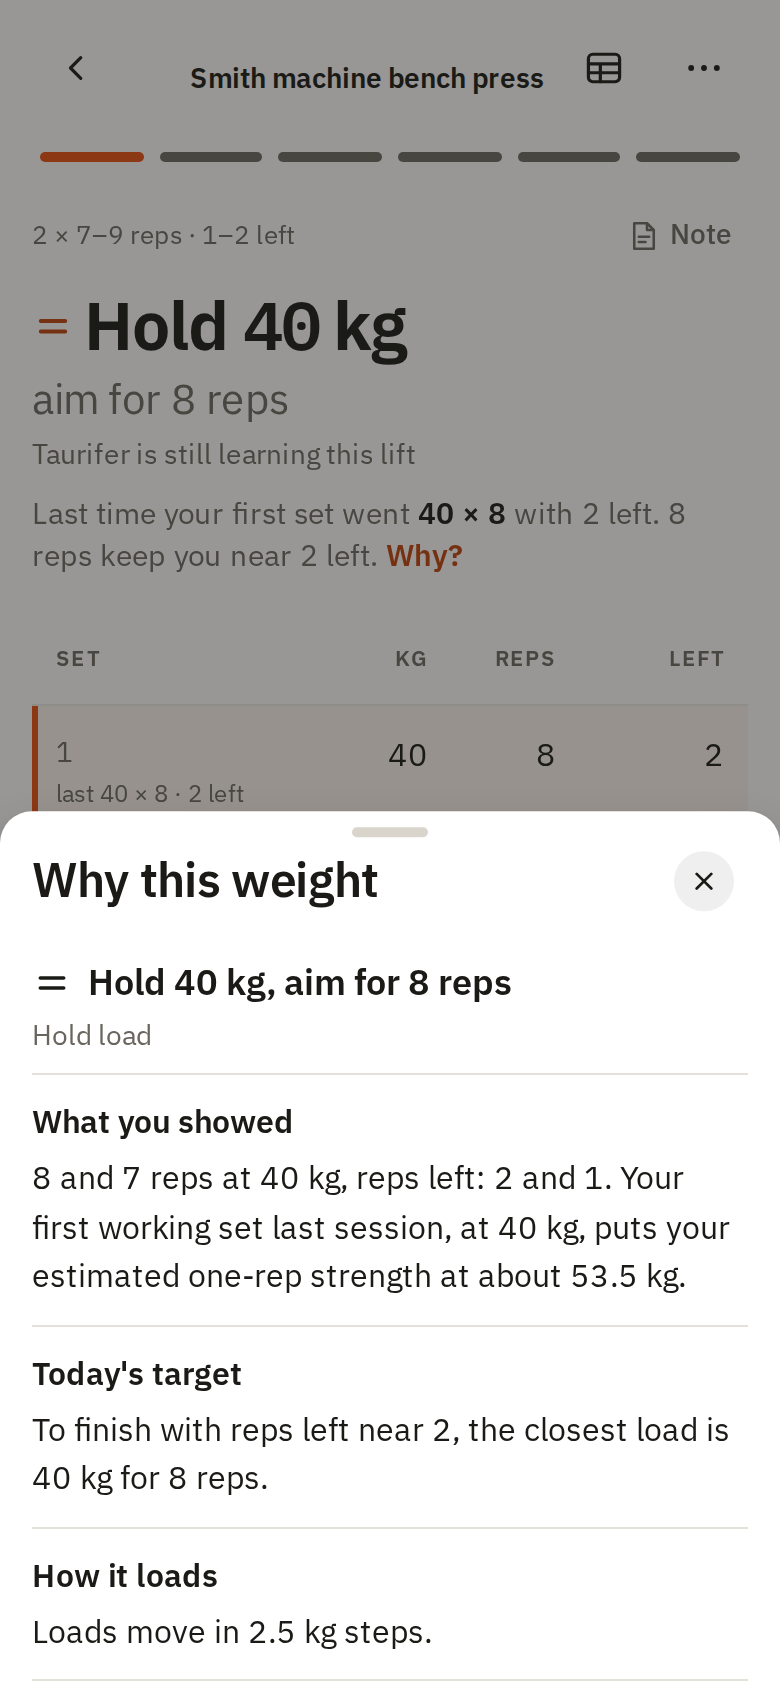 Smith machine bench press
2 × 7–9 reps · 1–2 left
Note
= Hold 40 kg
aim for 8 reps
Taurifer is still learning this lift
Last time your first set went 40 × 8 with 2 left. 8
reps keep you near 2 left. Why?
SET KG REPS LEFT
1 40 8 2
last 40 × 8 · 2 left
Why this weight
= Hold 40 kg, aim for 8 reps
Hold load
What you showed
8 and 7 reps at 40 kg, reps left: 2 and 1. Your
first working set last session, at 40 kg, puts your
estimated one-rep strength at about 53.5 kg.
Today's target
To finish with reps left near 2, the closest load is
40 kg for 8 reps.
How it loads
Loads move in 2.5 kg steps.